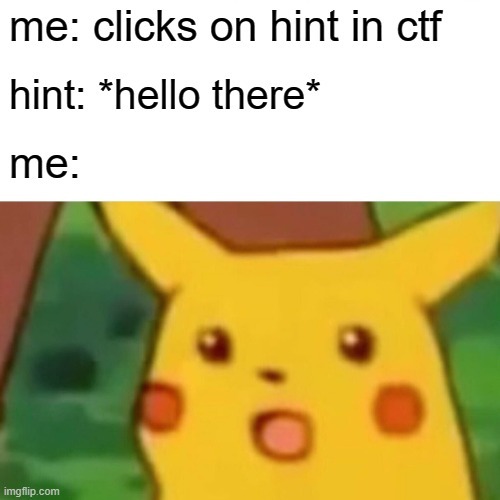 me: clicks on hint in ctf
hint: *hello there*
me:
imgflip.com